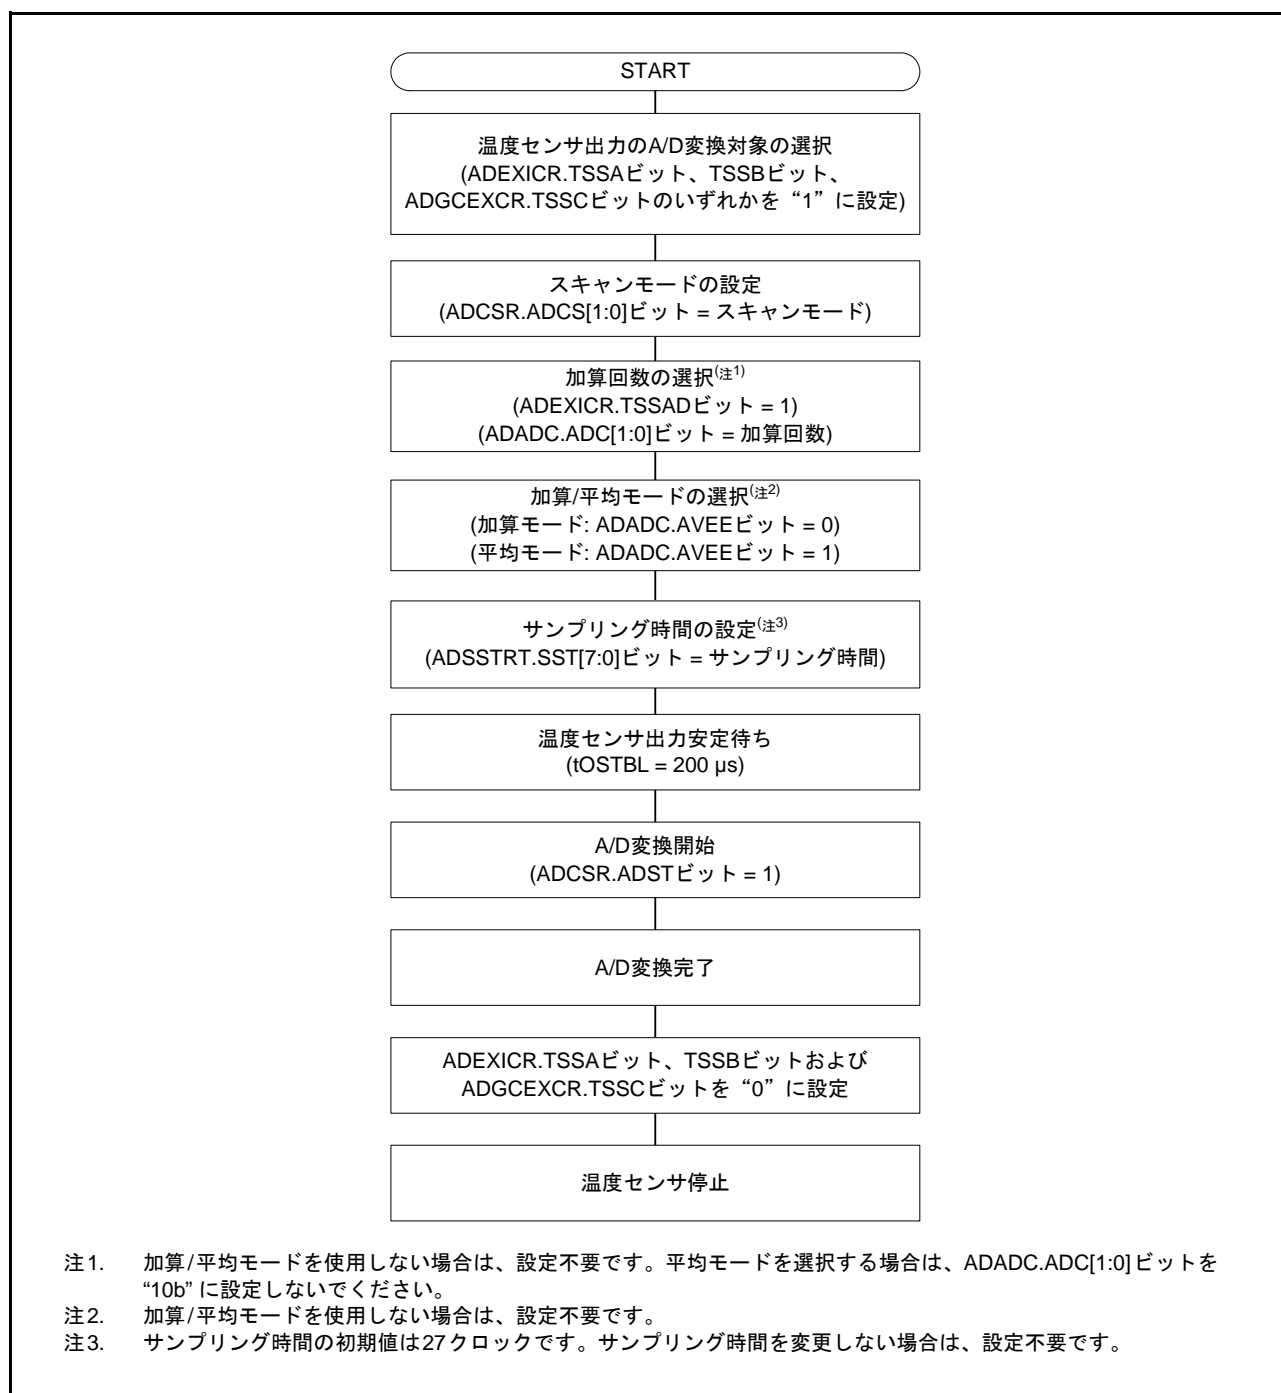 START
温度センサ出力のA/D変換対象の選択
(ADEXICR.TSSAビット、TSSBビット、
ADGCEXCR.TSSCビットのいずれかを“1”に設定)
スキャンモードの設定
(ADCSR.ADCS[1:0]ビット = スキャンモード)
加算回数の選択(注1)
(ADEXICR.TSSADビット = 1)
(ADADC.ADC[1:0]ビット = 加算回数)
加算/平均モードの選択(注2)
(加算モード: ADADC.AVEEビット = 0)
(平均モード: ADADC.AVEEビット = 1)
サンプリング時間の設定(注3)
(ADSSTRT.SST[7:0]ビット = サンプリング時間)
温度センサ出力安定待ち
(tOSTBL = 200 µs)
A/D変換開始
(ADCSR.ADSTビット = 1)
A/D変換完了
ADEXICR.TSSAビット、TSSBビットおよび
ADGCEXCR.TSSCビットを“0”に設定
温度センサ停止
注1. 加算/平均モードを使用しない場合は、設定不要です。平均モードを選択する場合は、ADADC.ADC[1:0]ビットを
“10b” に設定しないでください。
注2. 加算/平均モードを使用しない場合は、設定不要です。
注3. サンプリング時間の初期値は27クロックです。サンプリング時間を変更しない場合は、設定不要です。